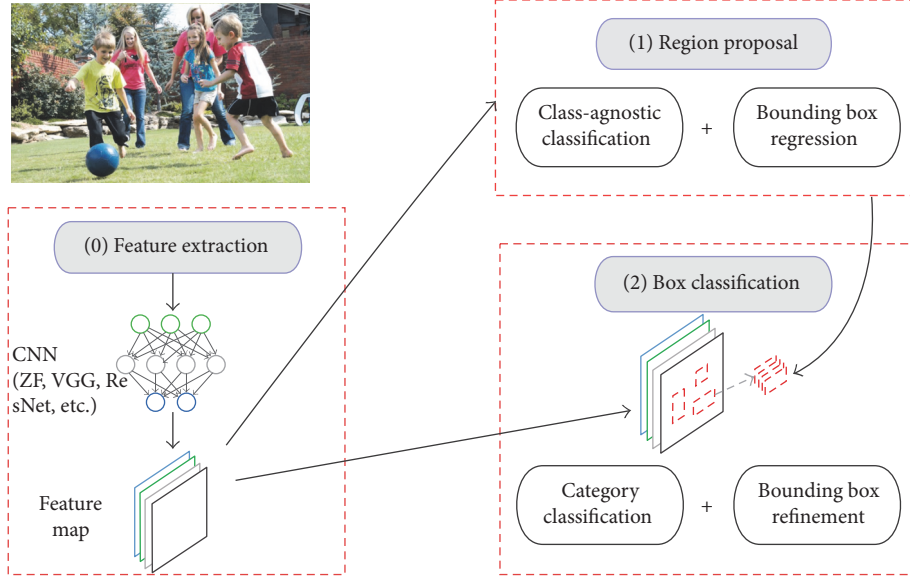 (0) Feature extraction
CNN
(ZF, VGG, Re
sNet, etc.)
Feature
map
(1) Region proposal
Class-agnostic
classification
+
Bounding box
regression
(2) Box classification
Category
classification
+
Bounding box
refinement